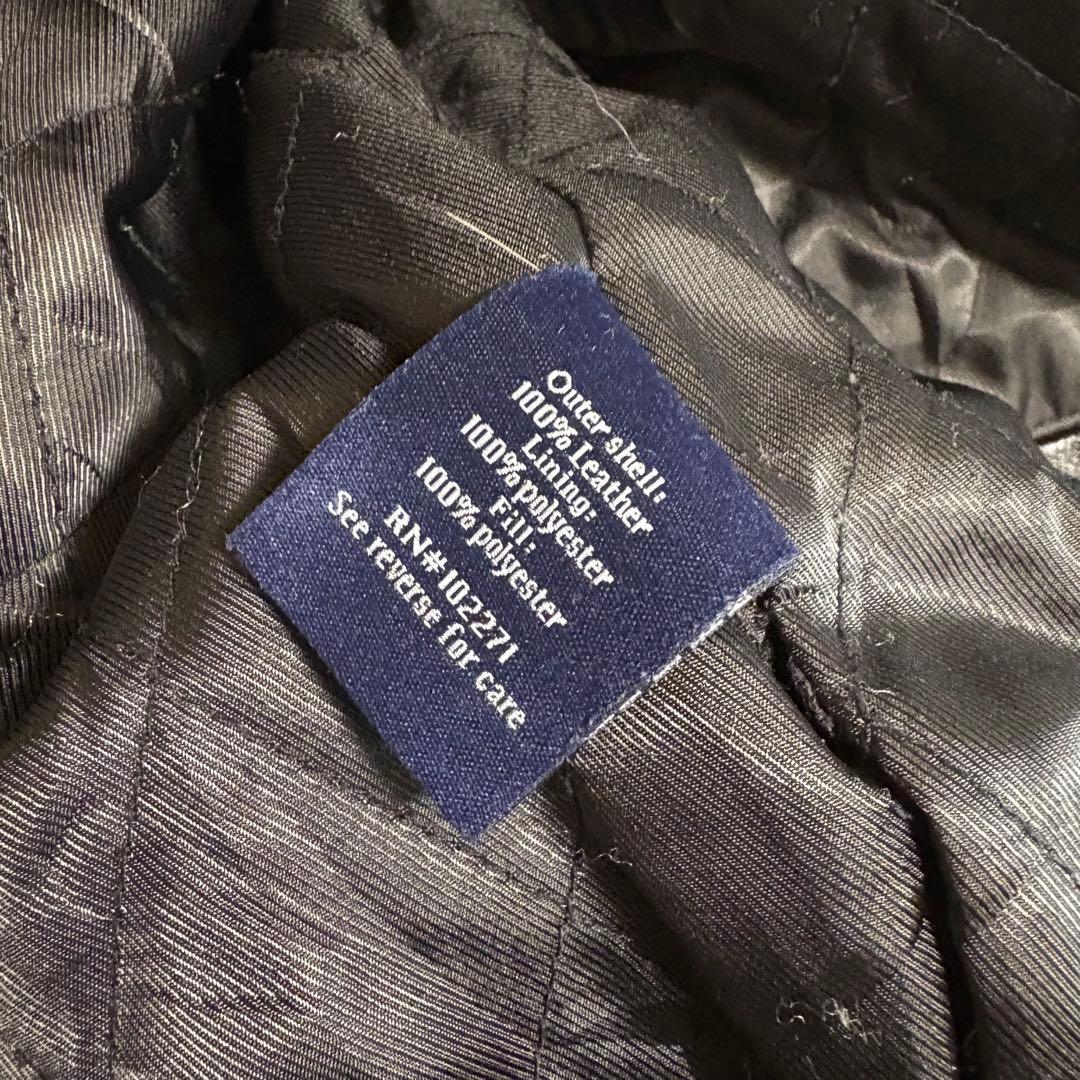 Outer shell:
100% Leather
Lining:
100% polyester
Fill:
100% polyester
RN# 102271
See reverse for care